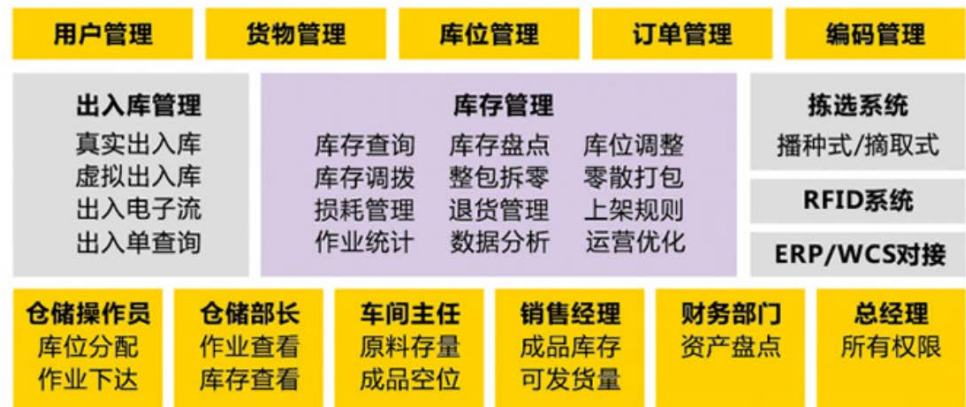 用户管理 货物管理 库位管理 订单管理 编码管理
出入库管理
真实出入库
虚拟出入库
出入电子流
出入单查询
库存管理
库存查询 库存盘点 库位调整
库存调拨 整包拆零 零散打包
损耗管理 退货管理 上架规则
作业统计 数据分析 运营优化
拣选系统
播种式/摘取式
RFID系统
ERP/WCS对接
仓储操作员
库位分配
作业下达
仓储部长
作业查看
库存查看
车间主任
原料存量
成品空位
销售经理
成品库存
可发货量
财务部门
资产盘点
总经理
所有权限